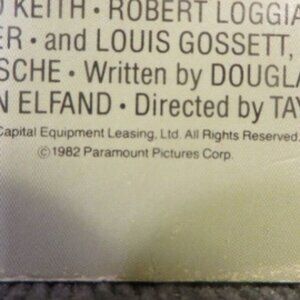 KEITH • ROBERT LOGGIA
ER • and LOUIS GOSSETT,
SCHE • Written by DOUGLA
N ELFAND • Directed by TAY
Capital Equipment Leasing, Ltd. All Rights Reserved.
©1982 Paramount Pictures Corp.